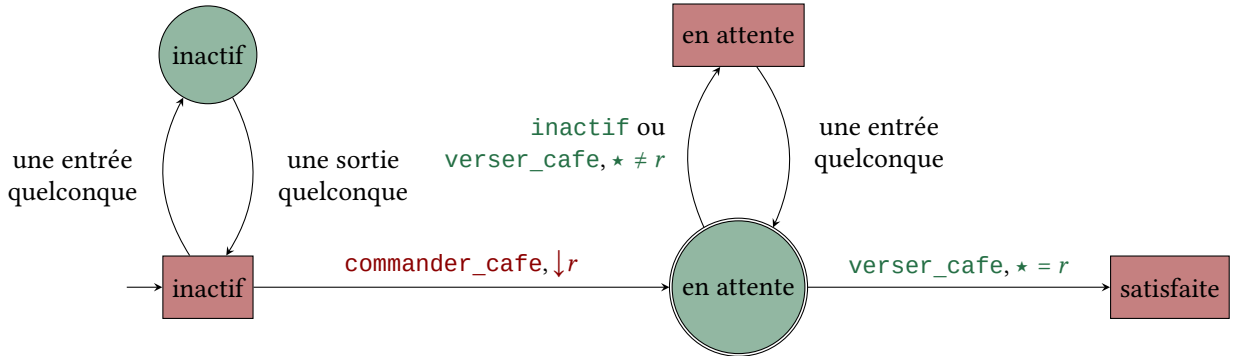 inactif
en attente
une entrée
quelconque
une sortie
quelconque
inactif ou
verser_cafe, ⋆ ≠ r
une entrée
quelconque
inactif
commander_cafe, ↓r
en attente
verser_cafe, ⋆ = r
satisfaite